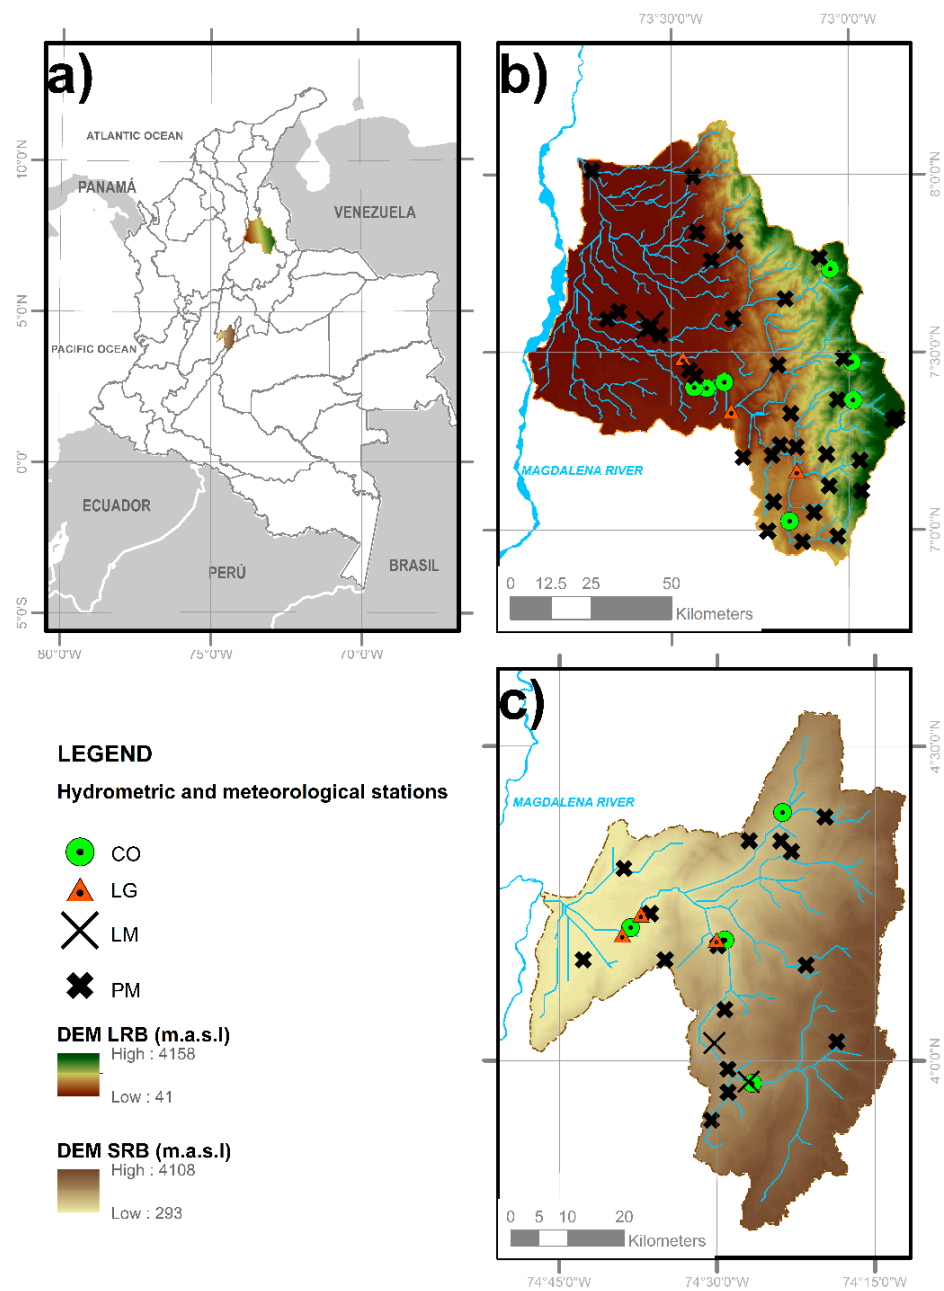 a)
ATLANTIC OCEAN
PANAMÁ
VENEZUELA
PACIFIC OCEAN
ECUADOR
PERÚ
BRASIL
10°0'N
5°0'N
0°0'
5°0'S
80°0'W
75°0'W
70°0'W
73°30'0"W
73°0'0"W
b)
MAGDALENA RIVER
8°0'0"N
7°30'0"N
7°0'0"N
0
12.5
25
50
Kilometers
c)
MAGDALENA RIVER
4°30'0"N
4°0'0"N
0
5
10
20
Kilometers
74°45'0"W
74°30'0"W
74°15'0"W
LEGEND
Hydrometric and meteorological stations
CO
LG
LM
PM
DEM LRB (m.a.s.l)
High : 4158
Low : 41
DEM SRB (m.a.s.l)
High : 4108
Low : 293